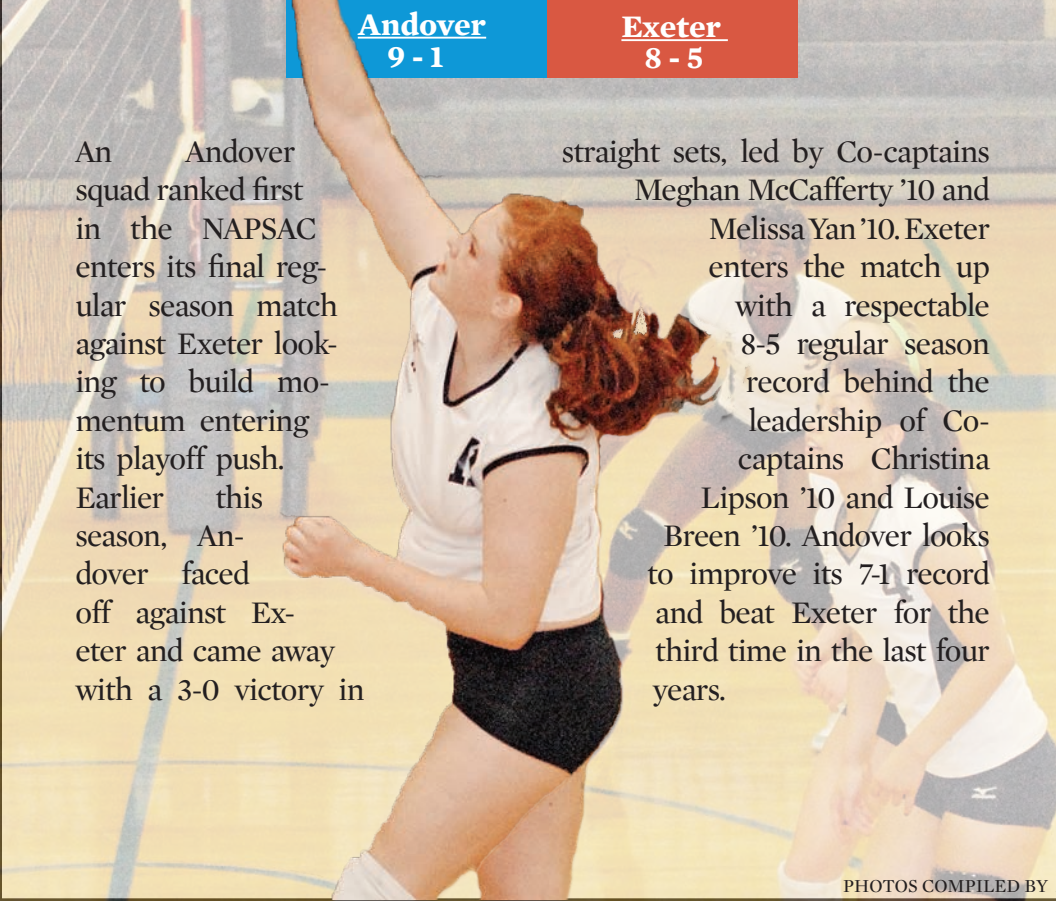 Andover
9 - 1
Exeter
8 - 5
An Andover
squad ranked first
in the NAPSAC
enters its final reg-
ular season match
against Exeter look-
ing to build mo-
mentum entering
its playoff push.
Earlier this
season, An-
dover faced
off against Ex-
eter and came away
with a 3-0 victory in
straight sets, led by Co-captains
Meghan McCafferty ’10 and
Melissa Yan ’10. Exeter
enters the match up
with a respectable
8-5 regular season
record behind the
leadership of Co-
captains Christina
Lipson ’10 and Louise
Breen ’10. Andover looks
to improve its 7-1 record
and beat Exeter for the
third time in the last four
years.
PHOTOS COMPILED BY